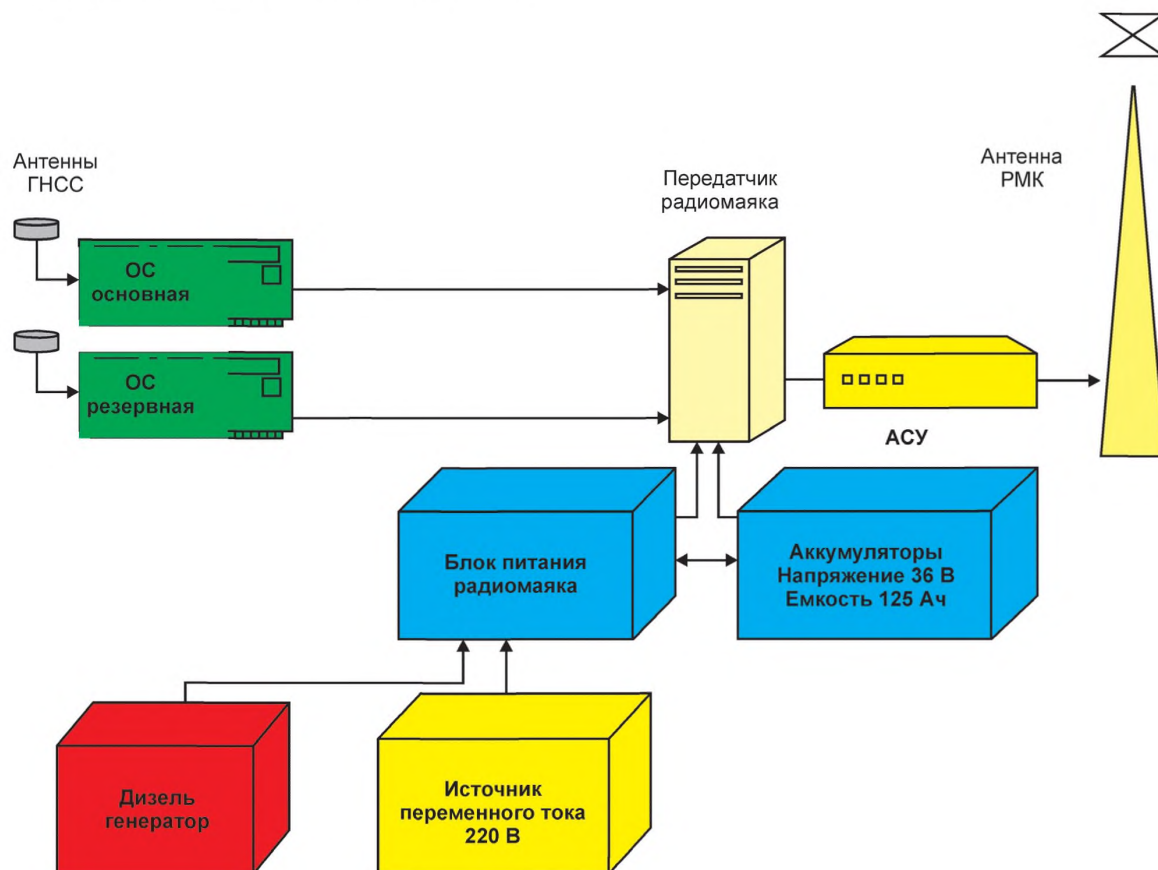 Антенны
ГНСС
Передатчик
радиомаяка
Антенна
РМК
ОС
основная
ОС
резервная
АСУ
Блок питания
радиомаяка
Аккумуляторы
Напряжение 36 В
Емкость 125 Ач
Дизель
генератор
Источник
переменного тока
220 В